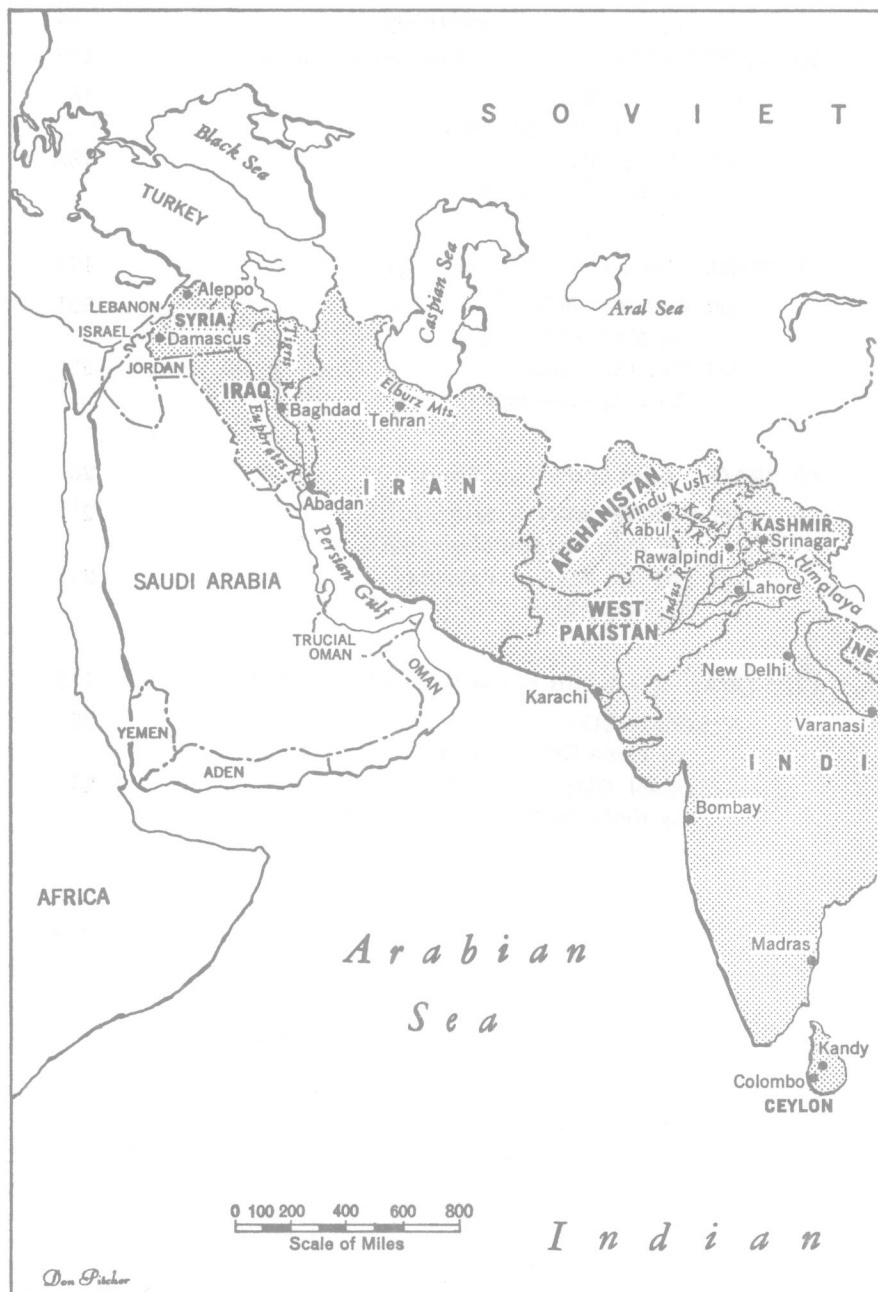 S O V I E T
Black Sea
TURKEY
Caspian Sea
Aral Sea
Aleppo
LEBANON
SYRIA
ISRAEL
Damascus
JORDAN
Tigris R.
IRAQ
Baghdad
Euphrates R.
Elburz Mts.
Tehran
I R A N
Abadan
AFGHANISTAN
Hindu Kush
Kabul
Kabul R.
KASHMIR
Srinagar
Rawalpindi
Himalaya
Indus R.
Lahore
SAUDI ARABIA
Persian Gulf
WEST
PAKISTAN
TRUCIAL
OMAN
OMAN
NE
New Delhi
Karachi
Varanasi
YEMEN
ADEN
I N D I
Bombay
AFRICA
Arabian
Sea
Madras
Kandy
Colombo
CEYLON
0 100 200 400 600 800
Scale of Miles
Indian
Don Pitcher